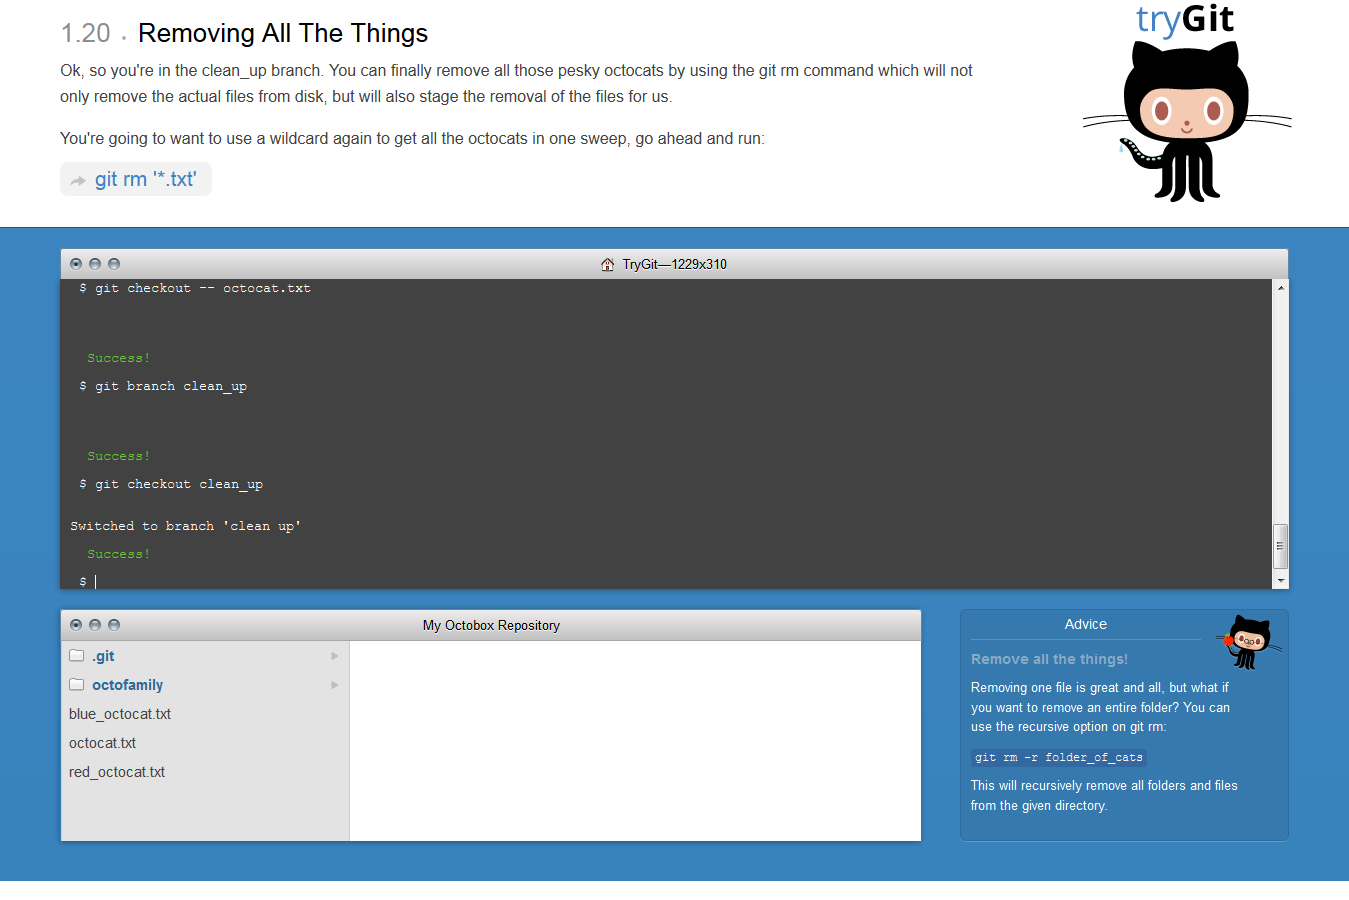 tryGit
1.20 . Removing All The Things
Ok, so you're in the clean_up branch. You can finally remove all those pesky octocats by using the git rm command which will not
only remove the actual files from disk, but will also stage the removal of the files for us.
You're going to want to use a wildcard again to get all the octocats in one sweep, go ahead and run:
git rm '*.txt'
TryGit—1229x310
$ git checkout -- octocat.txt
Success!
$ git branch clean_up
Success!
$ git checkout clean_up
Switched to branch 'clean up'
Success!
$
My Octobox Repository
.git
octofamily
blue_octocat.txt
octocat.txt
red_octocat.txt
Advice
Remove all the things!
Removing one file is great and all, but what if
you want to remove an entire folder? You can
use the recursive option on git rm:
git rm -r folder_of_cats
This will recursively remove all folders and files
from the given directory.